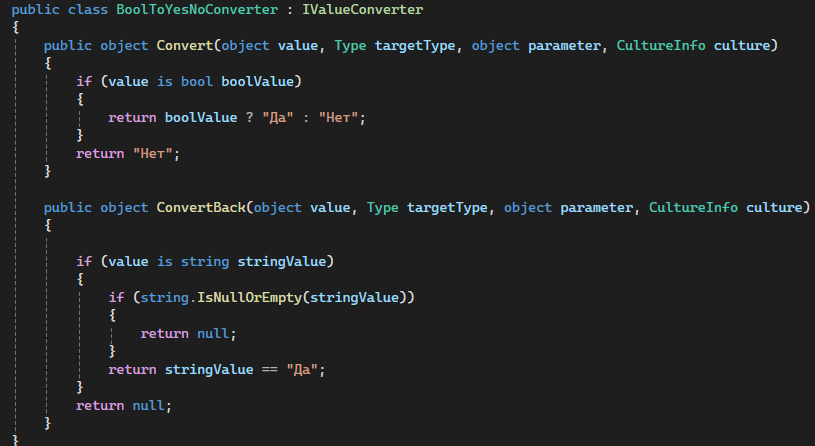 public class BoolToYesNoConverter : IValueConverter
{
public object Convert(object value, Type targetType, object parameter, CultureInfo culture)
{
if (value is bool boolValue)
{
return boolValue ? "Да" : "Нет";
}
return "Нет";
}
public object ConvertBack(object value, Type targetType, object parameter, CultureInfo culture)
{
if (value is string stringValue)
{
if (string.IsNullOrEmpty(stringValue))
{
return null;
}
return stringValue == "Да";
}
return null;
}
}